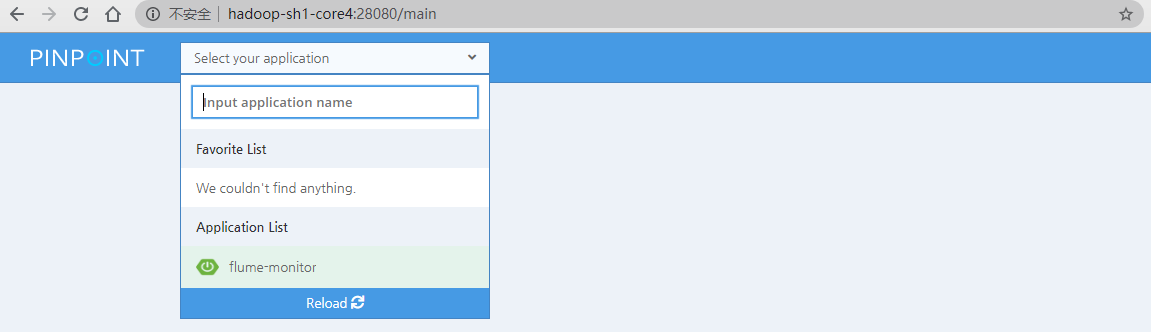 不安全 | hadoop-sh1-core4:28080/main
PINPOINT
Select your application
Input application name
Favorite List
We couldn't find anything.
Application List
flume-monitor
Reload